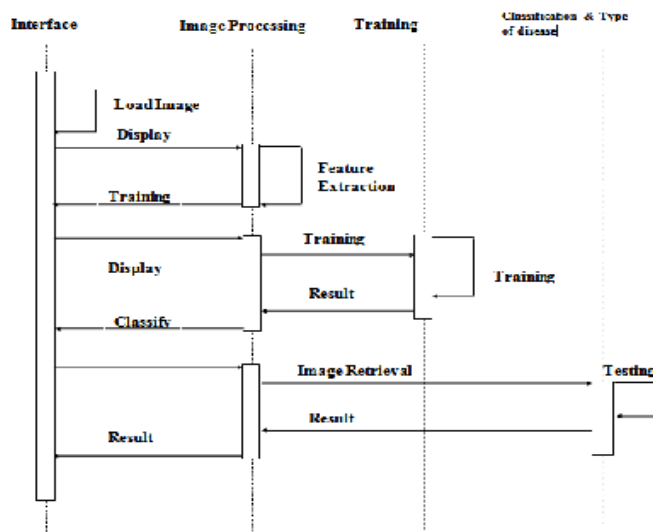 Interface
Image Processing
Training
Classification & Type
of disease
Load Image
Display
Feature
Extraction
Training
Training
Display
Training
Result
Classify
Image Retrieval
Testing
Result
Result